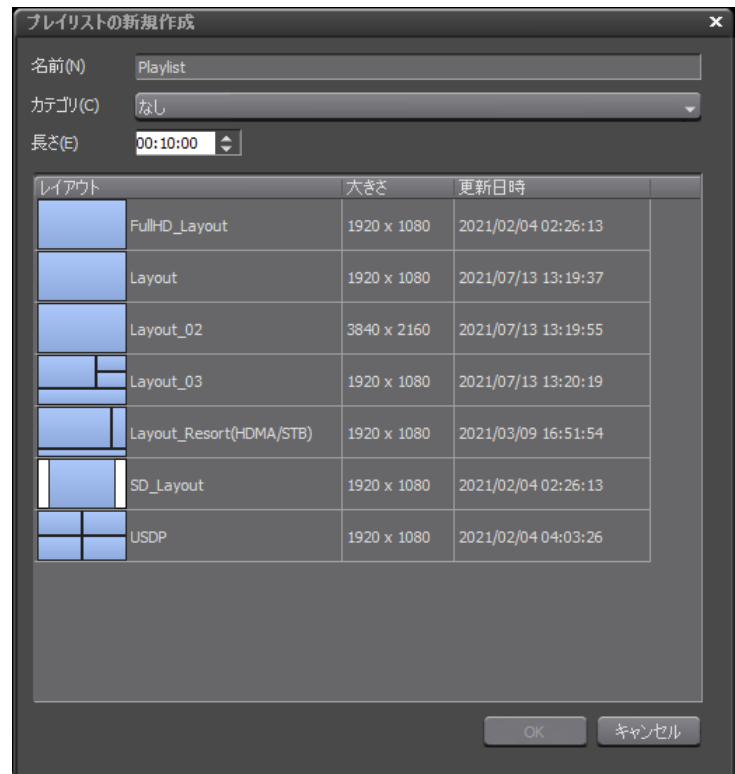 プレイリストの新規作成
名前(N) Playlist
カテゴリ(C) なし
長さ(E) 00:10:00
レイアウト 大きさ 更新日時
FullHD_Layout 1920 x 1080 2021/02/04 02:26:13
Layout 1920 x 1080 2021/07/13 13:19:37
Layout_02 3840 x 2160 2021/07/13 13:19:55
Layout_03 1920 x 1080 2021/07/13 13:20:19
Layout_Resort(HDMA/STB) 1920 x 1080 2021/03/09 16:51:54
SD_Layout 1920 x 1080 2021/02/04 02:26:13
USDP 1920 x 1080 2021/02/04 04:03:26
OK キャンセル